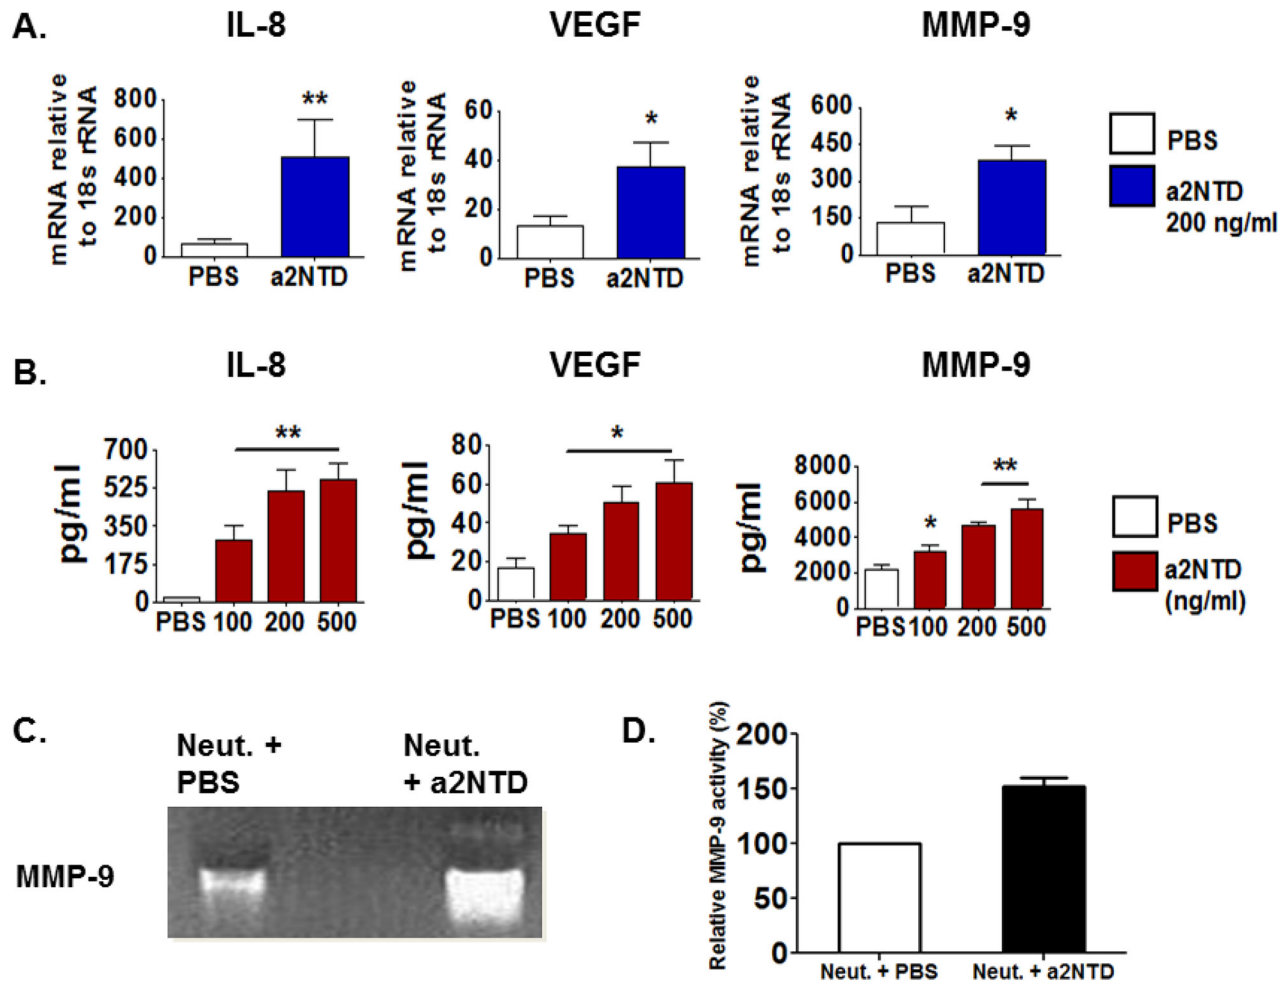 A.
IL-8
VEGF
MMP-9
mRNA relative
to 18s rRNA
800
600
400
200
0
**
PBS
a2NTD
mRNA relative
to 18s rRNA
60
40
20
0
*
PBS
a2NTD
mRNA relative
to 18s rRNA
600
450
300
150
0
*
PBS
a2NTD
PBS
a2NTD
200 ng/ml
B.
IL-8
VEGF
MMP-9
pg/ml
700
525
350
175
0
**
PBS 100 200 500
pg/ml
80
60
40
20
0
*
PBS 100 200 500
pg/ml
8000
6000
4000
2000
0
*
**
PBS 100 200 500
PBS
a2NTD
(ng/ml)
C.
Neut. +
PBS
Neut.
+ a2NTD
MMP-9
D.
Relative MMP-9 activity (%)
200
150
100
50
0
Neut. + PBS
Neut. + a2NTD